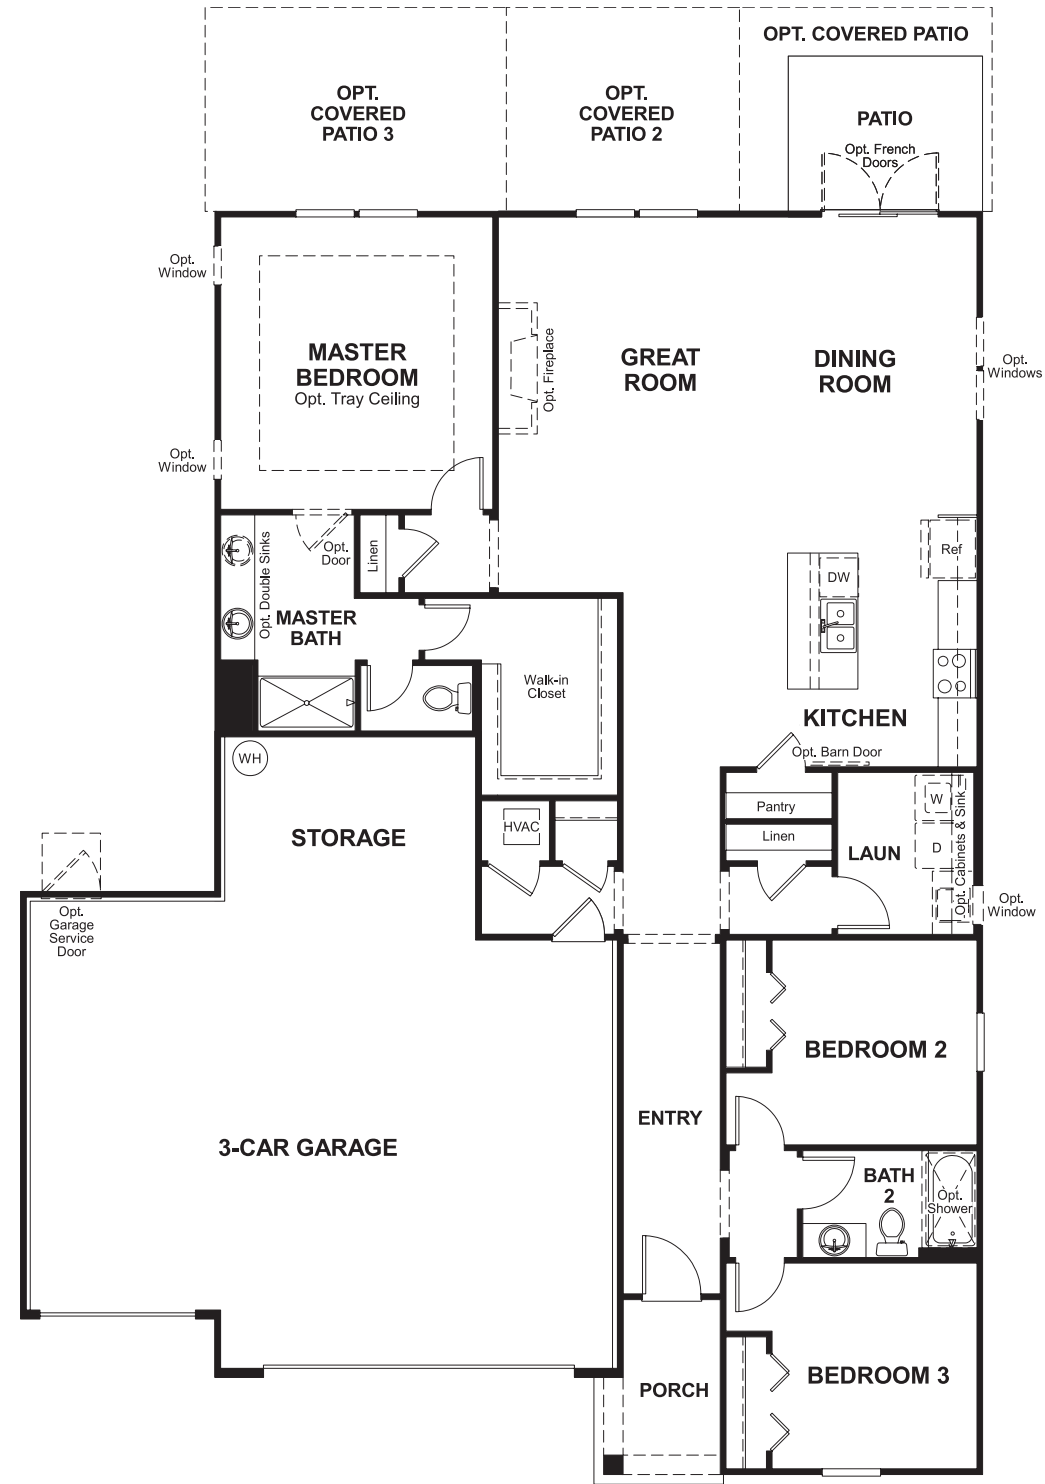 OPT. COVERED PATIO
OPT.
COVERED
PATIO 3
OPT.
COVERED
PATIO 2
PATIO
Opt. French
Doors
Opt.
Window
MASTER
BEDROOM
Opt. Tray Ceiling
Opt. Fireplace
GREAT
ROOM
DINING
ROOM
Opt.
Windows
Opt.
Window
Opt. Double Sinks
Opt.
Door
Linen
Ref
DW
MASTER
BATH
Walk-in
Closet
KITCHEN
Opt. Barn Door
WH
Pantry
W
Opt. Cabinets & Sink
STORAGE
HVAC
Linen
LAUN
D
Opt.
Window
Opt.
Garage
Service
Door
BEDROOM 2
ENTRY
3-CAR GARAGE
BATH
2
Opt.
Shower
PORCH
BEDROOM 3